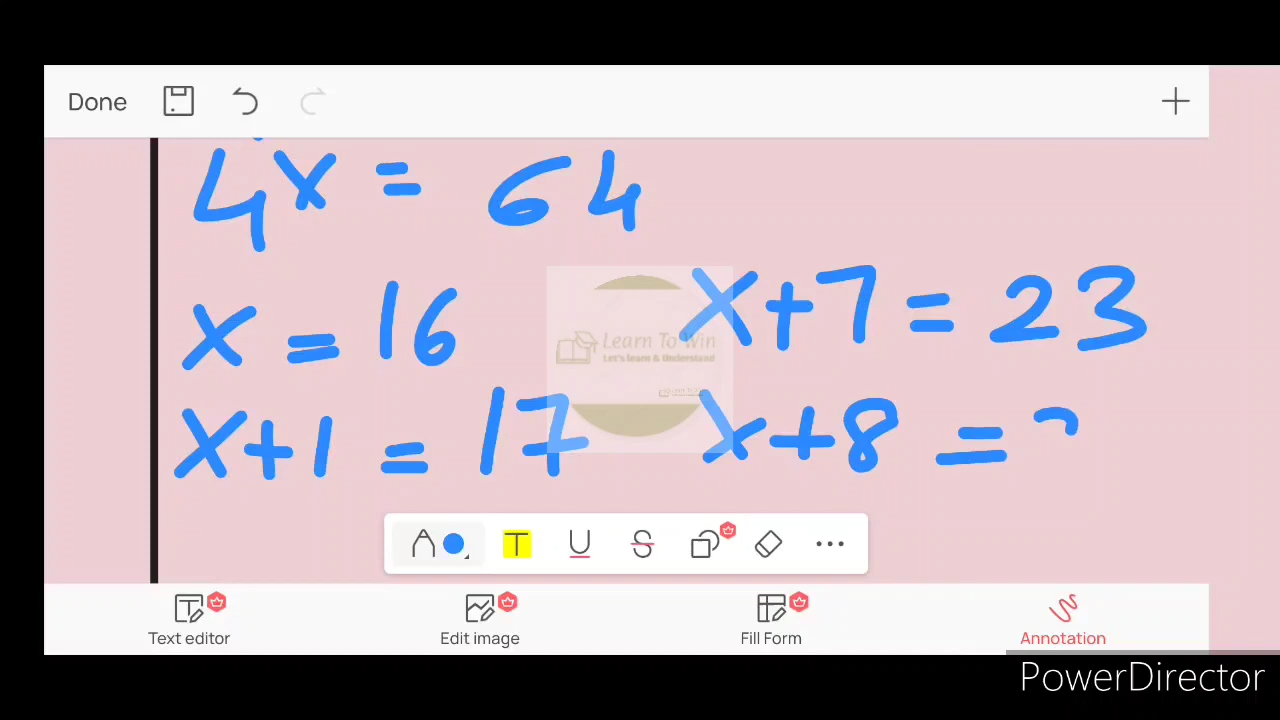 Done
4x = 64
x = 16
x+7 = 23
x+1 = 17
x+8 =
Learn To Win
Let's learn & Understand
T
U
S
Text editor
Edit image
Fill Form
Annotation
PowerDirector